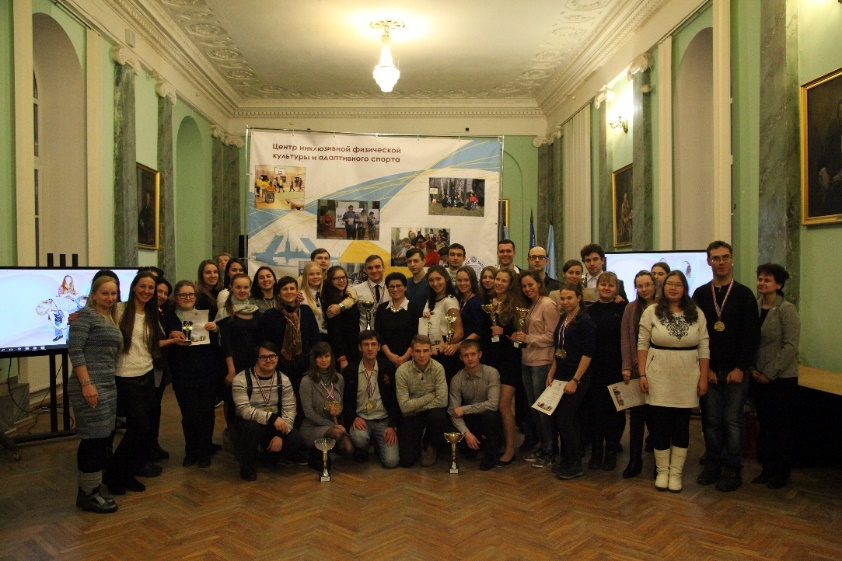 Центр инклюзивной физической
культуры и адаптивного спорта